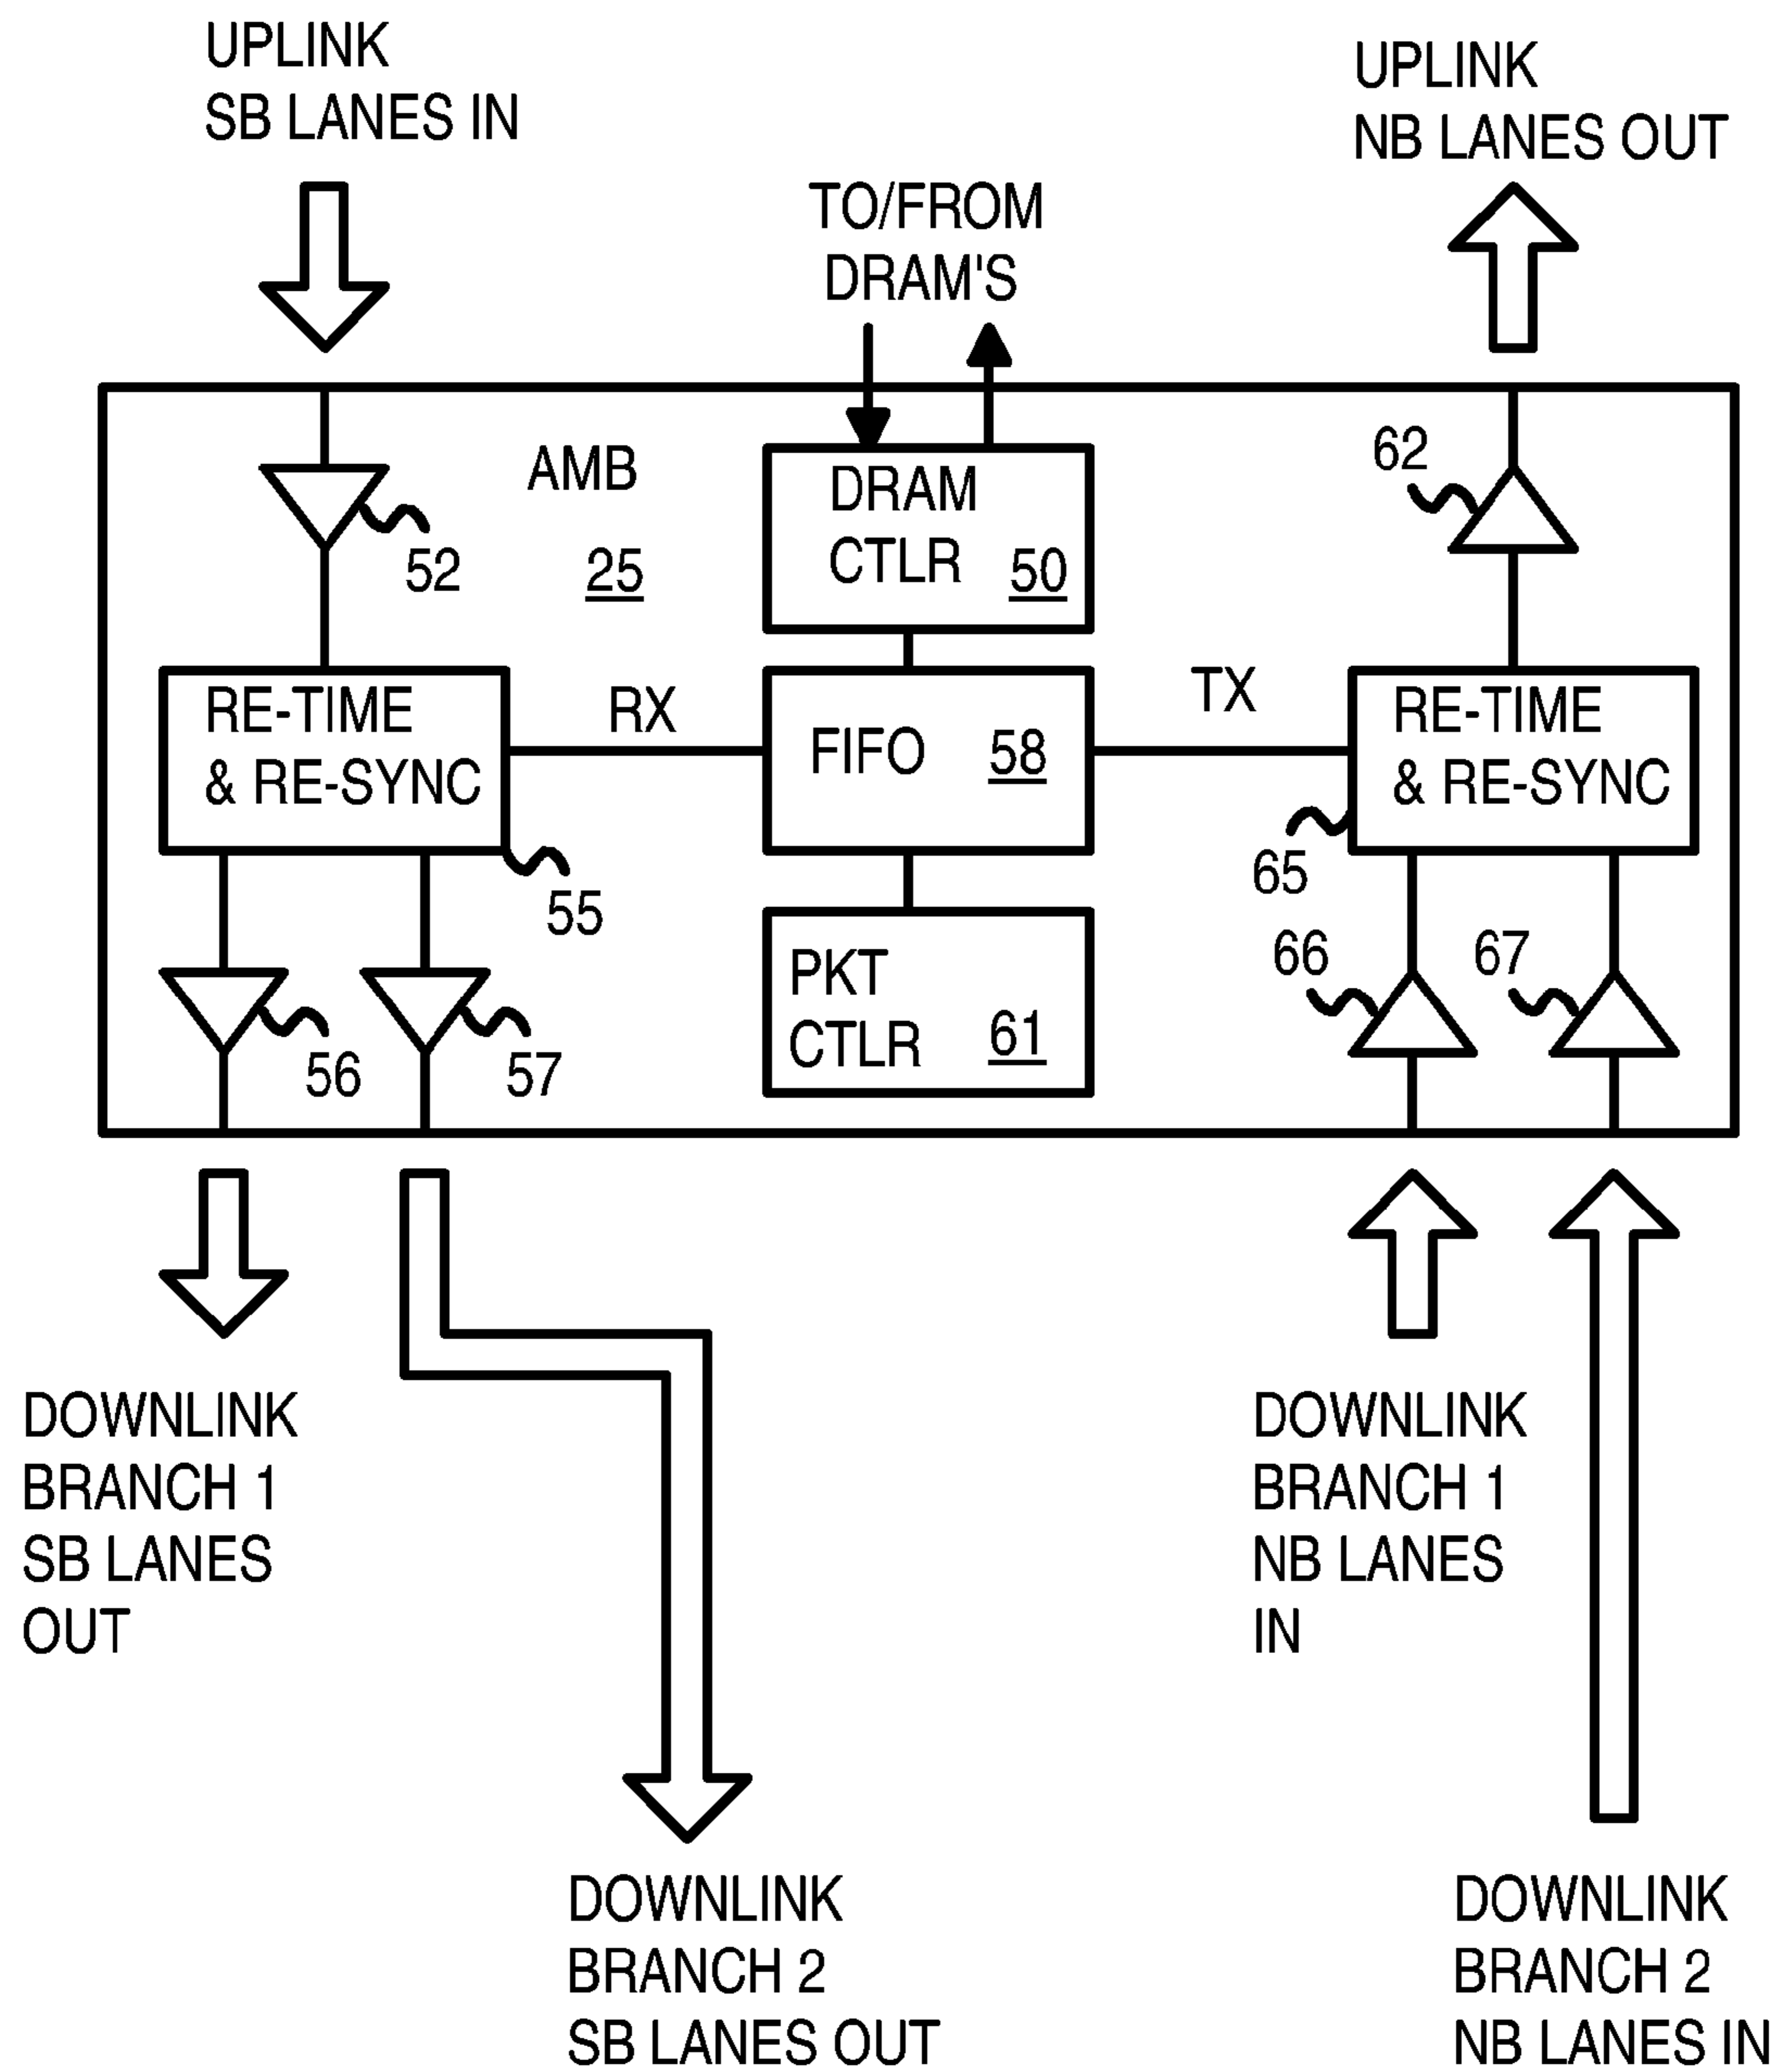 UPLINK
SB LANES IN
UPLINK
NB LANES OUT
TO/FROM
DRAM'S
AMB
25
52
DRAM
CTLR 50
62
RE-TIME
& RE-SYNC
55
RX
FIFO 58
TX
RE-TIME
& RE-SYNC
65
56
57
PKT
CTLR 61
66
67
DOWNLINK
BRANCH 1
SB LANES
OUT
DOWNLINK
BRANCH 2
SB LANES OUT
DOWNLINK
BRANCH 1
NB LANES
IN
DOWNLINK
BRANCH 2
NB LANES IN